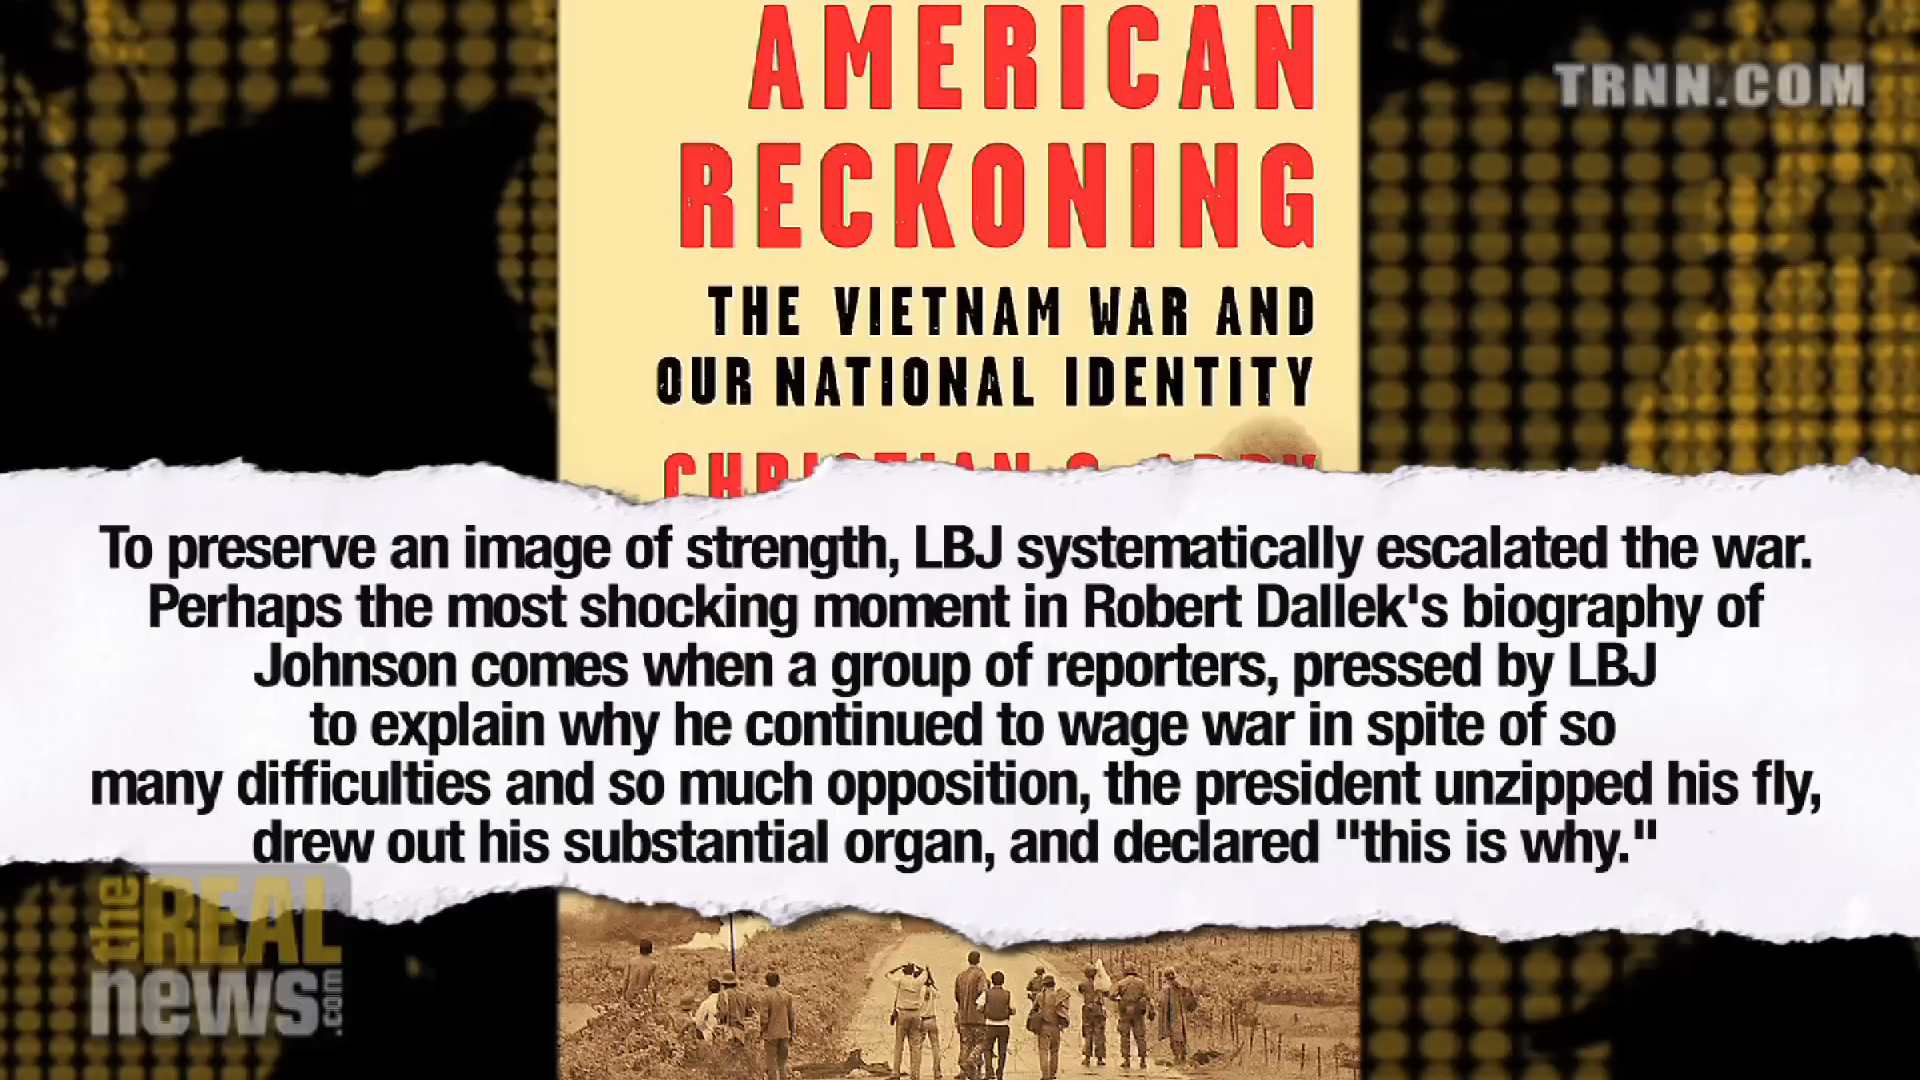 AMERICAN
RECKONING
THE VIETNAM WAR AND
OUR NATIONAL IDENTITY
TRNN.COM
To preserve an image of strength, LBJ systematically escalated the war.
Perhaps the most shocking moment in Robert Dallek's biography of
Johnson comes when a group of reporters, pressed by LBJ
to explain why he continued to wage war in spite of so
many difficulties and so much opposition, the president unzipped his fly,
drew out his substantial organ, and declared "this is why."
the REAL
news.com